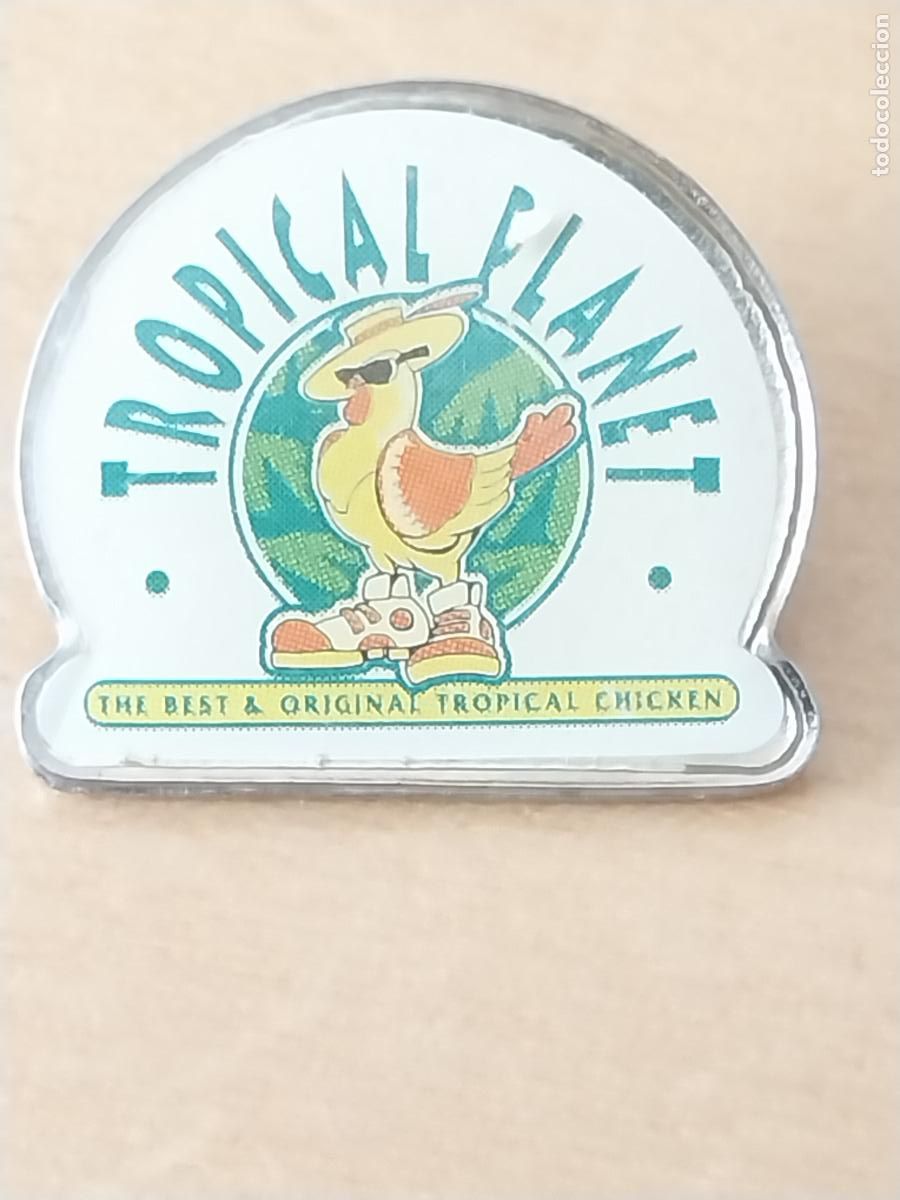 TROPICAL PLANET
THE BEST & ORIGINAL TROPICAL CHICKEN
todocoleccion